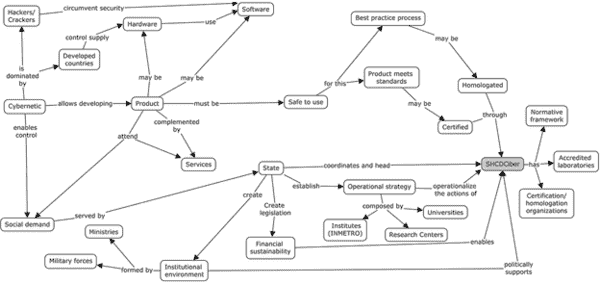 Hackers/
Crackers
circumvent security
Software
Hardware
use
control supply
Developed
countries
is
dominated
by
may be
may be
Cybernetic
allows developing
Product
must be
Safe to use
enables
control
attend
complemented
by
Services
Best practice process
may be
for this
Product meets
standards
Homologated
may be
Certified
through
Normative
framework
SHCDCiber
has
Accredited
laboratories
Certification/
homologation
organizations
State
coordinates and head
establish
Operational strategy
operationalize
the actions of
create
Create
legislation
composed by
Universities
Institutes
(INMETRO)
Research Centers
Social demand
served by
Ministries
Financial
sustainability
enables
Military forces
formed by
Institutional
environment
politically
supports